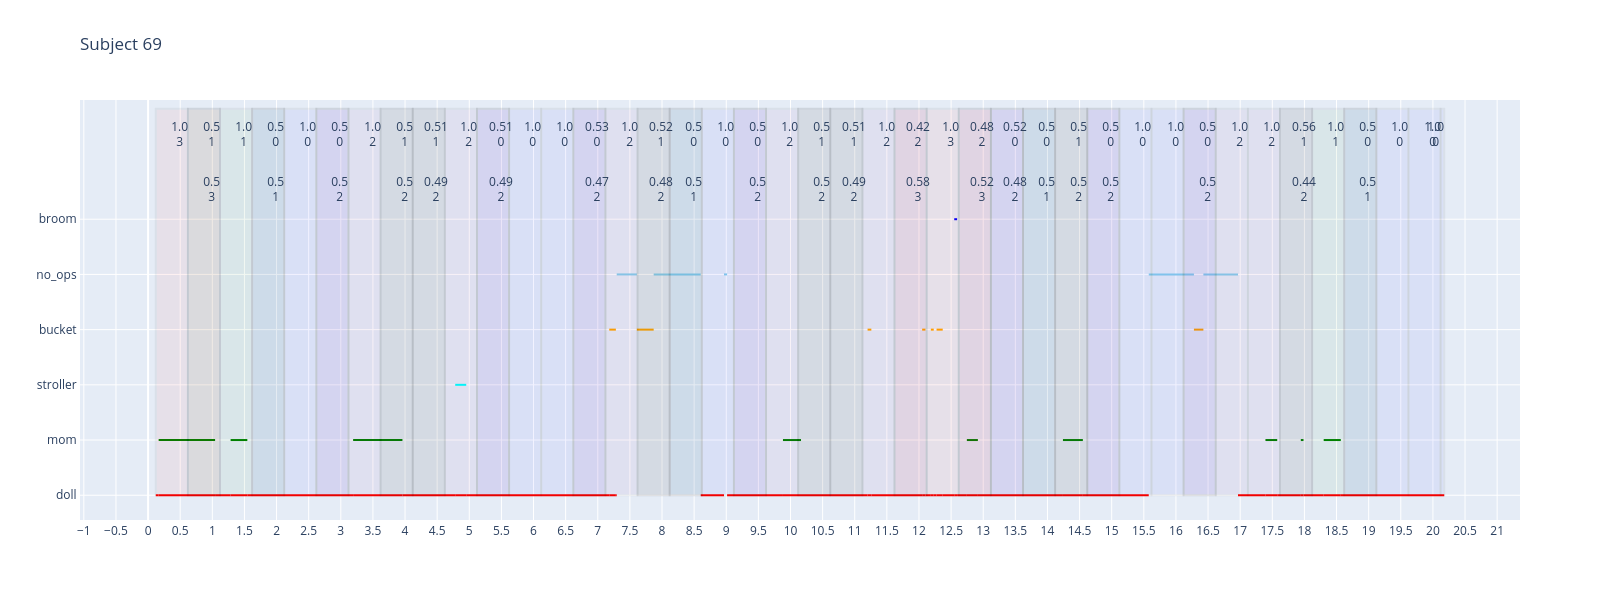 Subject 69
1.0 0.5 1.0 0.5 1.0 0.5 1.0 0.5 0.51 1.0 0.51 1.0 1.0 0.53 1.0 0.52 0.5 1.0 0.5 1.0 0.5 0.51 1.0 0.42 1.0 0.48 0.52 0.5 0.5 0.5 1.0 1.0 0.5 1.0 1.0 0.56 1.0 0.5 1.0 1.0 1.0
3 1 1 0 0 0 2 1 1 2 0 0 0 0 2 1 0 0 0 2 1 1 2 2 3 2 0 0 1 0 0 0 0 2 2 1 1 0 0 0 0
0.5 0.5 0.5 0.5 0.49 0.49 0.47 0.48 0.5 0.5 0.5 0.49 0.58 0.52 0.48 0.5 0.5 0.5 0.5 0.44 0.5
3 1 2 2 2 2 2 2 1 2 2 2 3 3 2 1 2 2 2 2 1
broom
no_ops
bucket
stroller
mom
doll
−1 −0.5 0 0.5 1 1.5 2 2.5 3 3.5 4 4.5 5 5.5 6 6.5 7 7.5 8 8.5 9 9.5 10 10.5 11 11.5 12 12.5 13 13.5 14 14.5 15 15.5 16 16.5 17 17.5 18 18.5 19 19.5 20 20.5 21